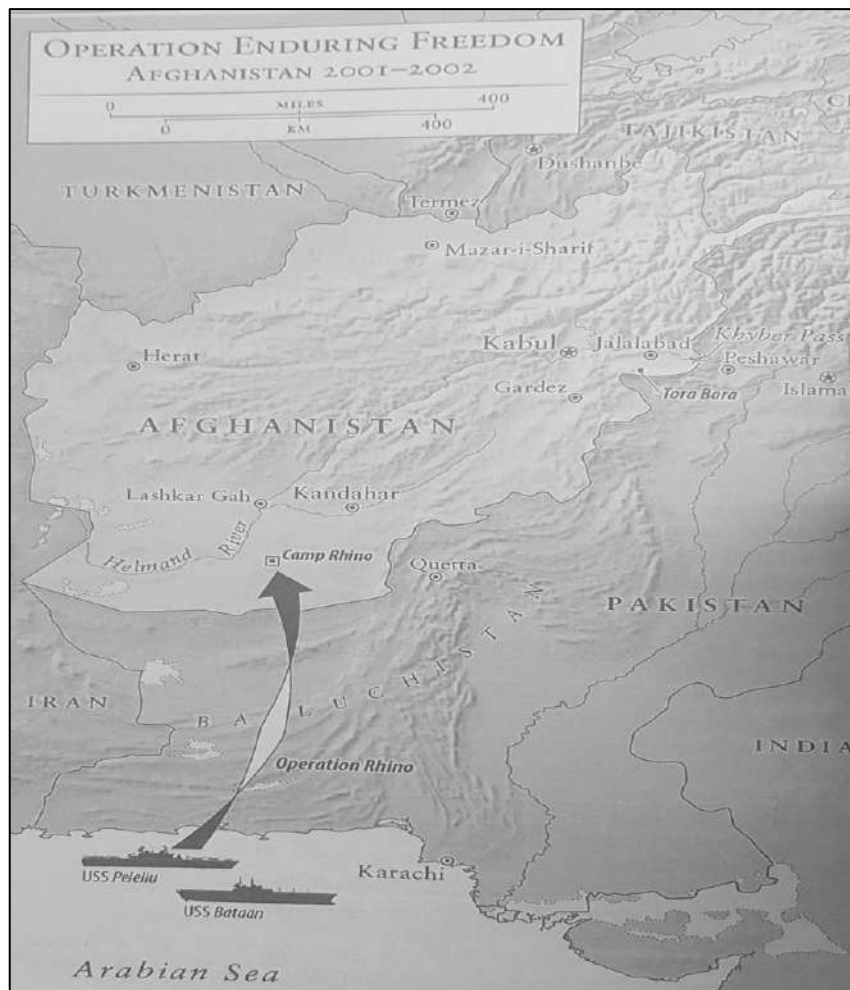 OPERATION ENDURING FREEDOM
AFGHANISTAN 2001–2002
0 MILES 400
0 KM 400
TAJIKISTAN
Dushanbe
TURKMENISTAN
Termez
Mazar-i-Sharif
Khyber Pass
Kabul
Jalalabad
Herat
Peshawar
Gardez
Tora Bora
Islama
AFGHANISTAN
Lashkar Gah
Kandahar
Helmand River
Camp Rhino
Quetta
PAKISTAN
IRAN
BALUCHISTAN
INDIA
Operation Rhino
Karachi
USS Peleliu
USS Bataan
Arabian Sea